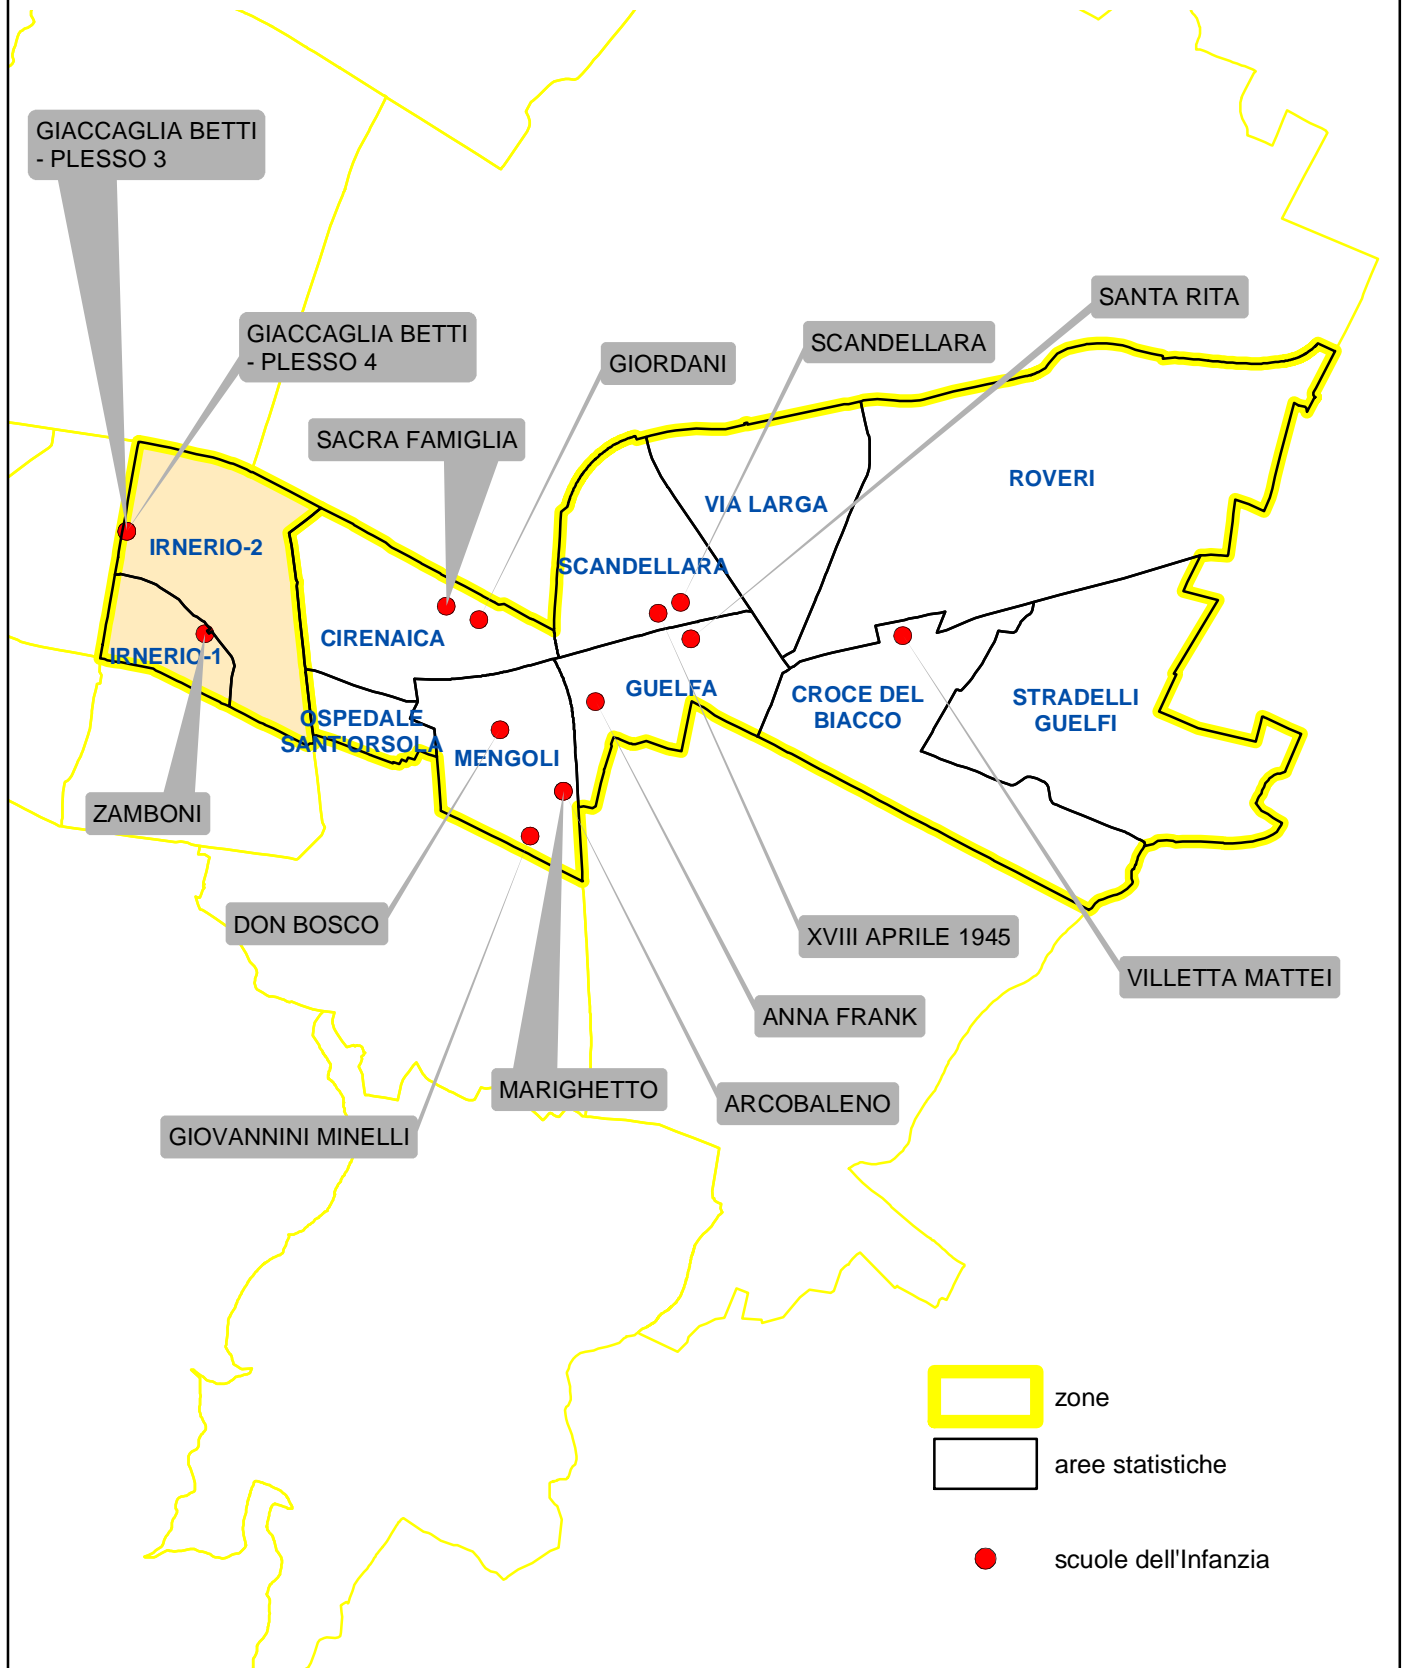 GIACCAGLIA BETTI
- PLESSO 3
SANTA RITA
GIACCAGLIA BETTI
- PLESSO 4
SCANDELLARA
GIORDANI
SACRA FAMIGLIA
ROVERI
VIA LARGA
IRNERIO-2
SCANDELLARA
CIRENAICA
IRNERIO-1
GUELFA
CROCE DEL
BIACCO
STRADELLI
GUELFI
OSPEDALE
SANT'ORSOLA
MENGOLI
ZAMBONI
DON BOSCO
XVIII APRILE 1945
VILLETTA MATTEI
ANNA FRANK
MARIGHETTO
ARCOBALENO
GIOVANNINI MINELLI
zone
aree statistiche
scuole dell'Infanzia